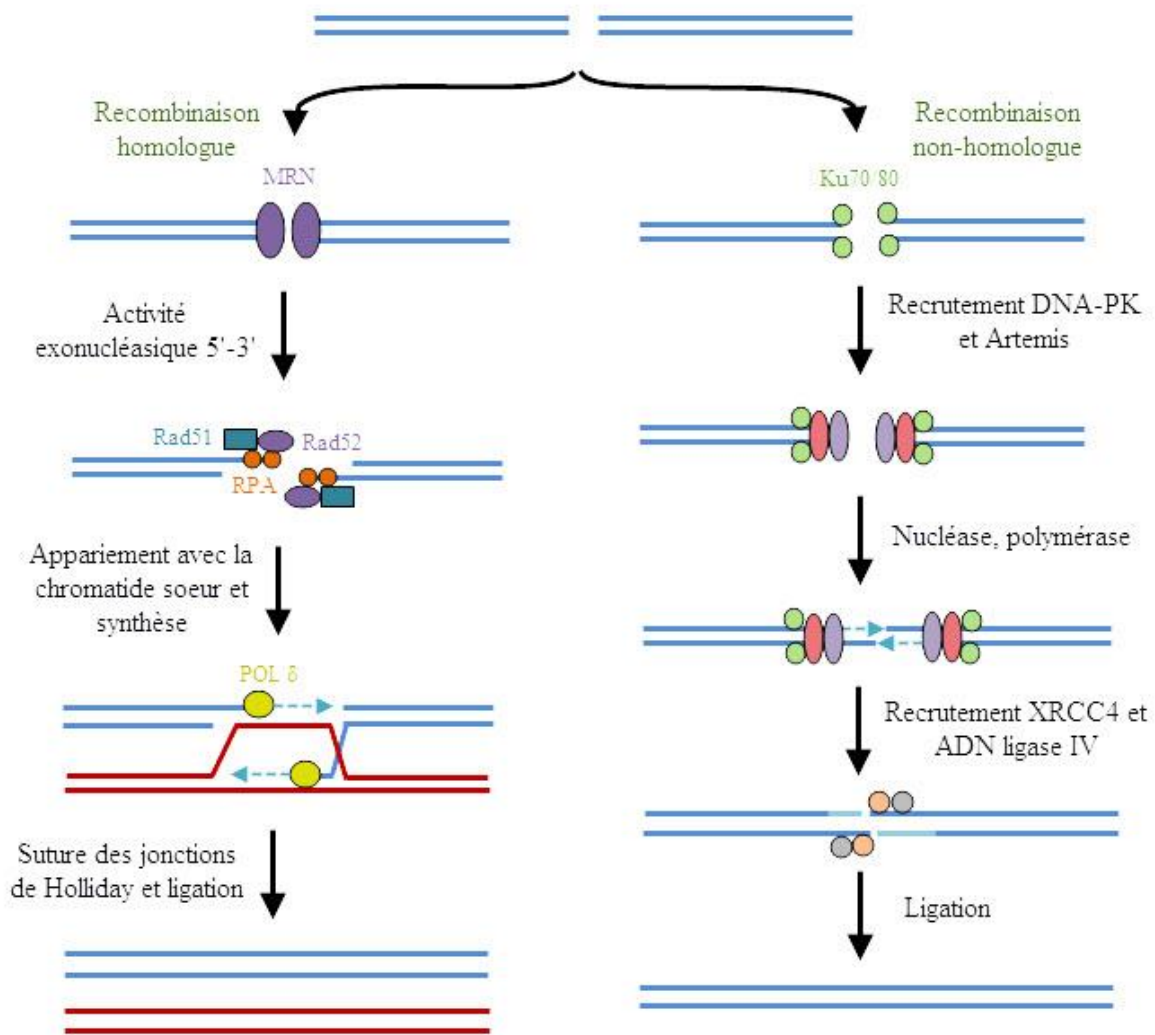 Recombinaison
homologue
MRN
Activité
exonucléasique 5'-3'
Rad51
Rad52
RPA
Appariement avec la
chromatide soeur et
synthèse
POL δ
Suture des jonctions
de Holliday et ligation
Recombinaison
non-homologue
Ku70/80
Recrutement DNA-PK
et Artemis
Nucléase, polymérase
Recrutement XRCC4 et
ADN ligase IV
Ligation